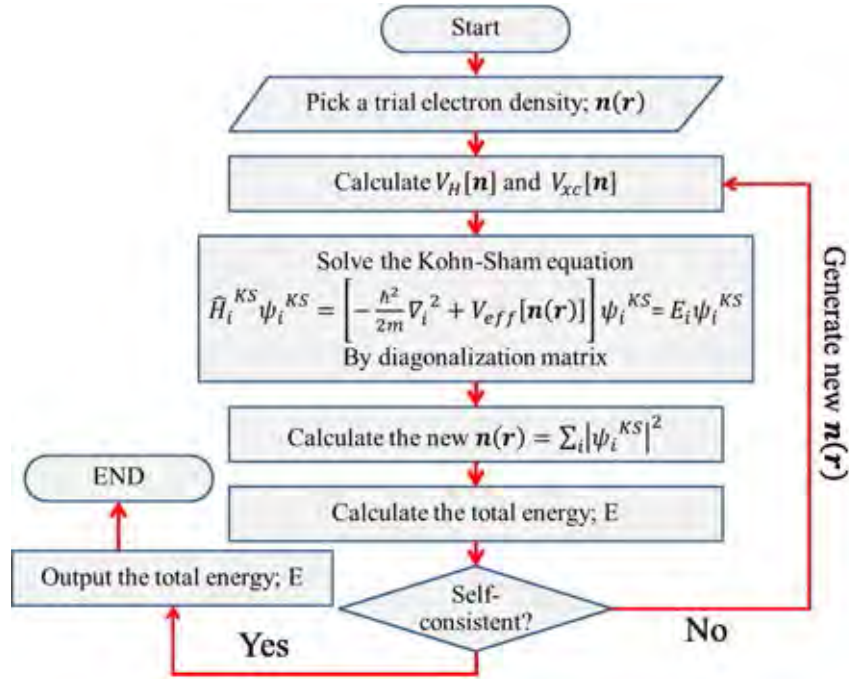 Start
Pick a trial electron density; n(r)
Calculate V_H[n] and V_xc[n]
Solve the Kohn-Sham equation
Ĥ_i^KS ψ_i^KS = [−ℏ²/2m ∇_i² + V_eff[n(r)]] ψ_i^KS = E_i ψ_i^KS
By diagonalization matrix
Calculate the new n(r) = ∑_i|ψ_i^KS|²
Calculate the total energy; E
Self-
consistent?
No
Generate new n(r)
Yes
Output the total energy; E
END